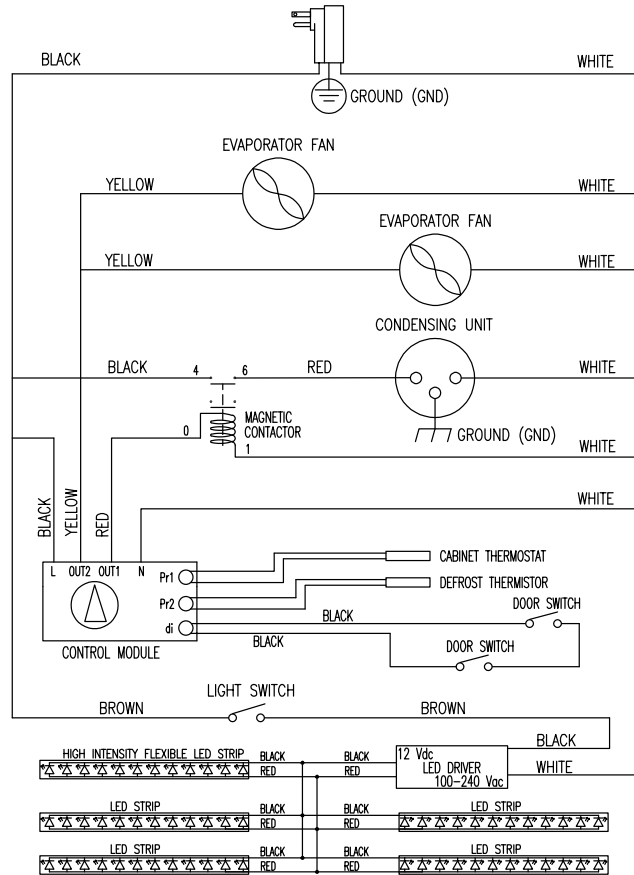 BLACK
WHITE
GROUND (GND)
EVAPORATOR FAN
YELLOW
WHITE
EVAPORATOR FAN
YELLOW
WHITE
CONDENSING UNIT
BLACK
4
6
RED
WHITE
MAGNETIC
CONTACTOR
0
1
GROUND (GND)
WHITE
BLACK
YELLOW
RED
WHITE
L
OUT2
OUT1
N
Pr1
CABINET THERMOSTAT
Pr2
DEFROST THERMISTOR
di
BLACK
DOOR SWITCH
BLACK
DOOR SWITCH
CONTROL MODULE
LIGHT SWITCH
BROWN
BROWN
BLACK
HIGH INTENSITY FLEXIBLE LED STRIP
BLACK
BLACK
12 Vdc
RED
RED
LED DRIVER
WHITE
100-240 Vac
LED STRIP
BLACK
BLACK
LED STRIP
RED
RED
LED STRIP
BLACK
BLACK
LED STRIP
RED
RED